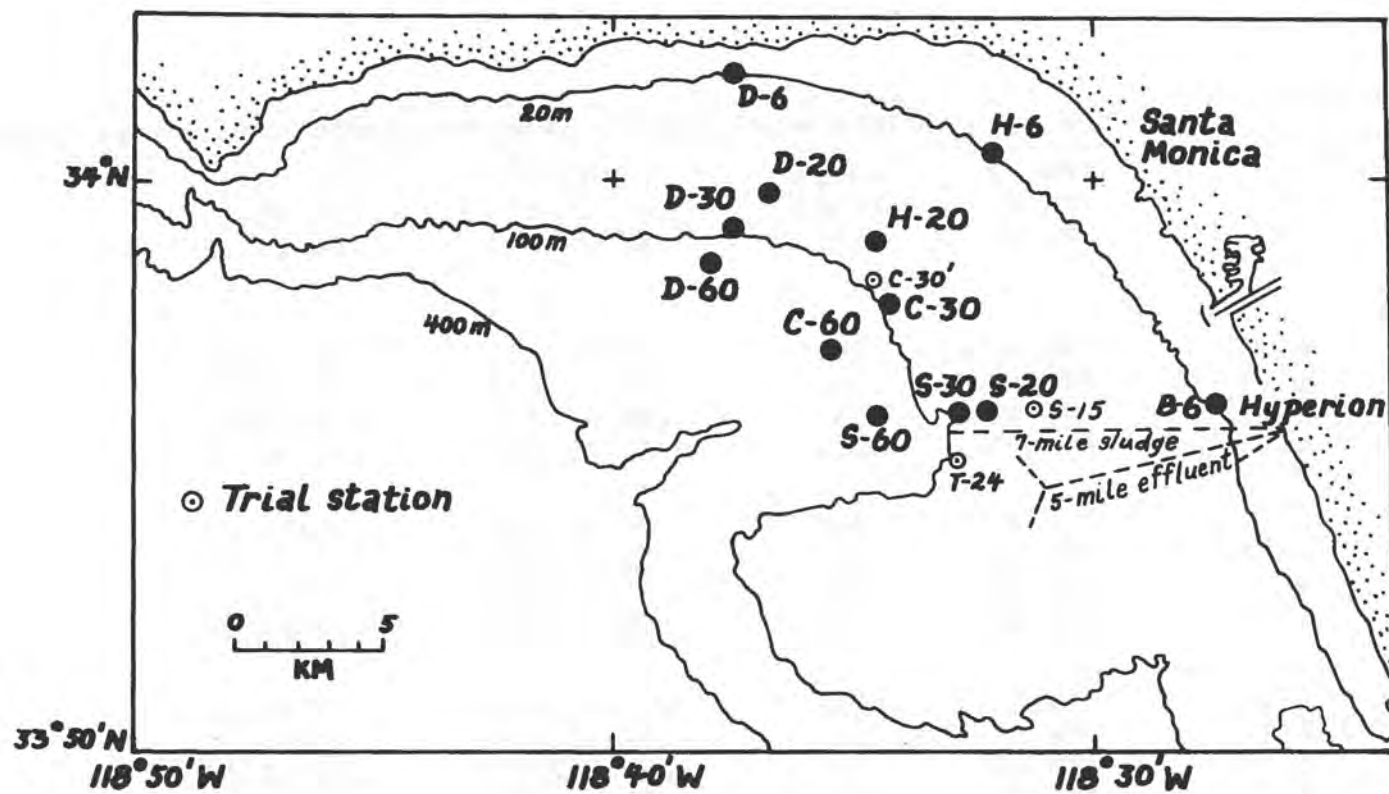 D-6
20m
H-6
Santa
Monica
34°N
D-20
D-30
H-20
100m
C-30'
D-60
C-30
400m
C-60
S-30
S-20
S-15
B-6
Hyperion
S-60
7-mile sludge
T-24
5-mile effluent
Trial station
0
5
KM
33°50'N
118°50'W
118°40'W
118°30'W